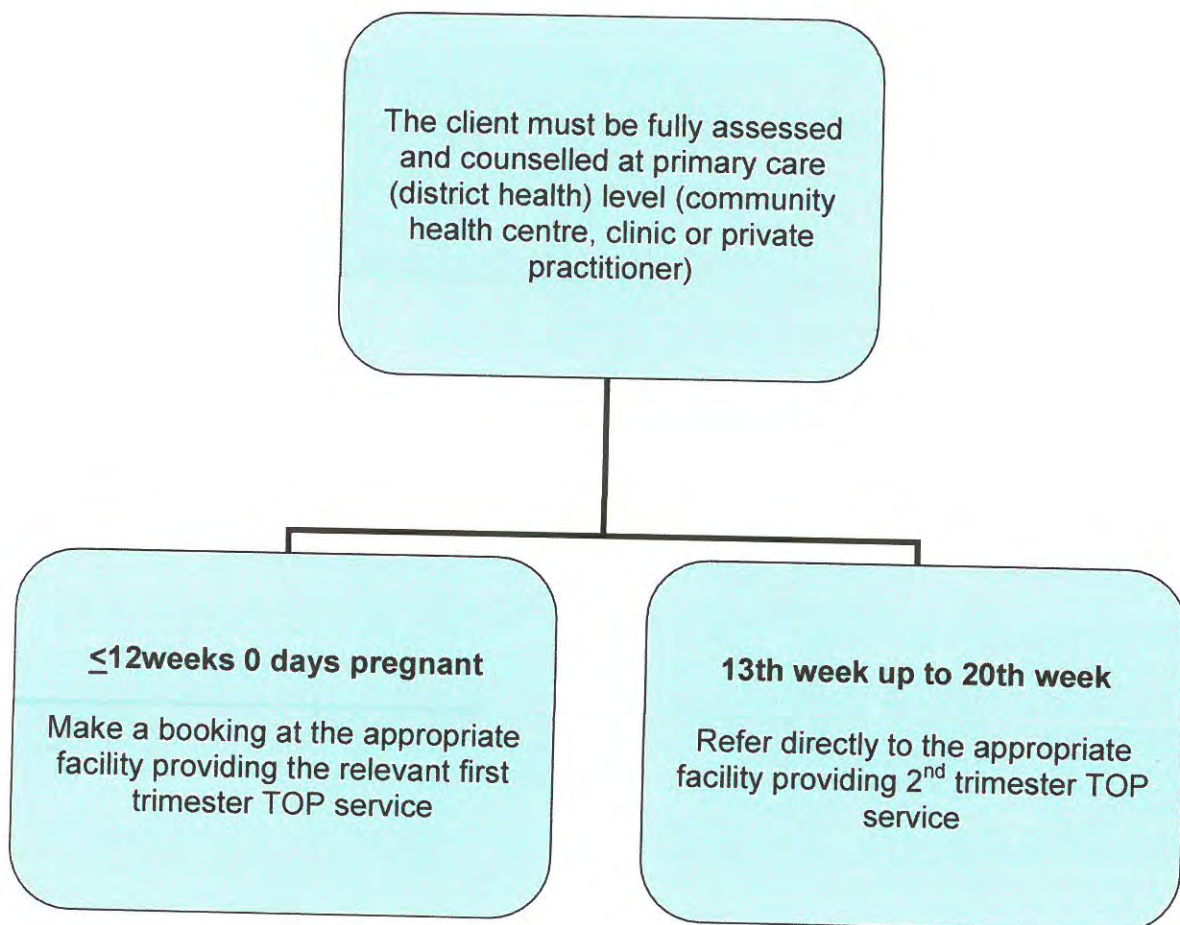 The client must be fully assessed
and counselled at primary care
(district health) level (community
health centre, clinic or private
practitioner)
≤12weeks 0 days pregnant
Make a booking at the appropriate
facility providing the relevant first
trimester TOP service
13th week up to 20th week
Refer directly to the appropriate
facility providing 2nd trimester TOP
service